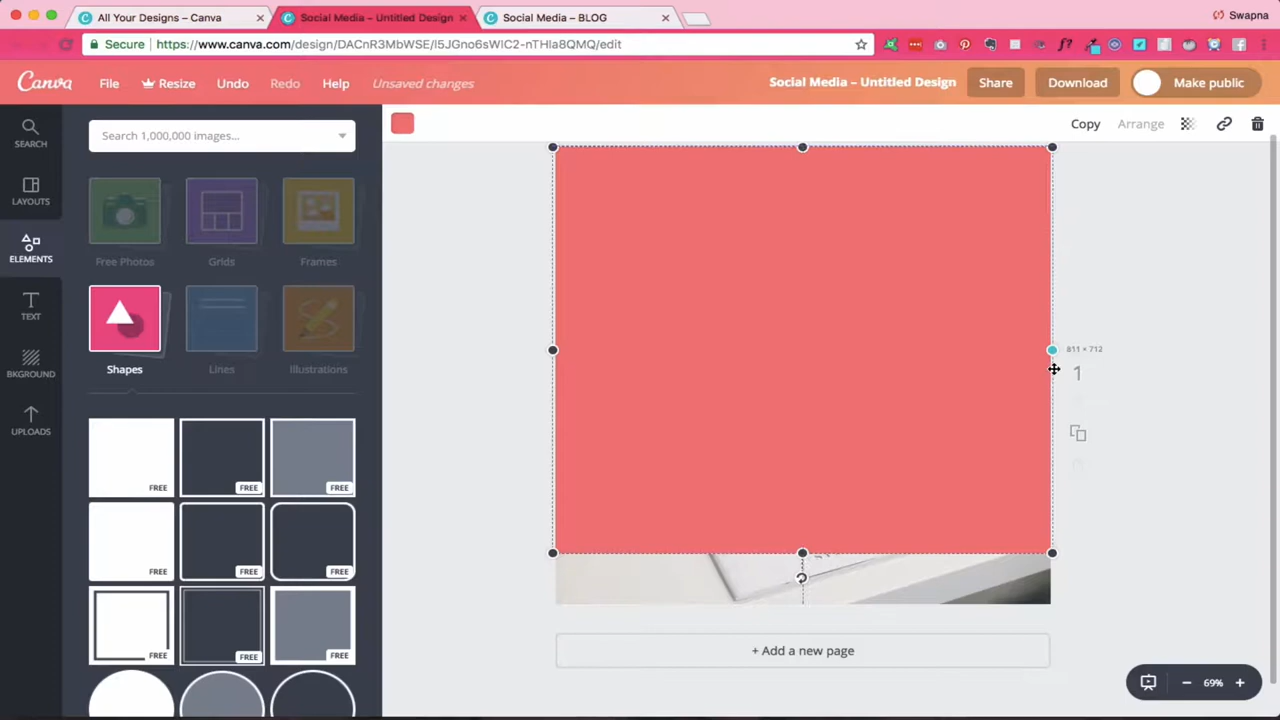 All Your Designs – Canva
Social Media – Untitled Design
Social Media – BLOG
Swapna
Secure
https://www.canva.com/design/DACnR3MbWSE/I5JGno6sWIC2-nTHIa8QMQ/edit
Canva
File
Resize
Undo
Redo
Help
Unsaved changes
Social Media – Untitled Design
Share
Download
Make public
SEARCH
LAYOUTS
ELEMENTS
TEXT
BKGROUND
UPLOADS
Search 1,000,000 images...
Free Photos
Grids
Frames
Shapes
Lines
Illustrations
FREE
FREE
FREE
FREE
FREE
FREE
FREE
FREE
FREE
Copy
Arrange
811 × 712
1
+ Add a new page
69%